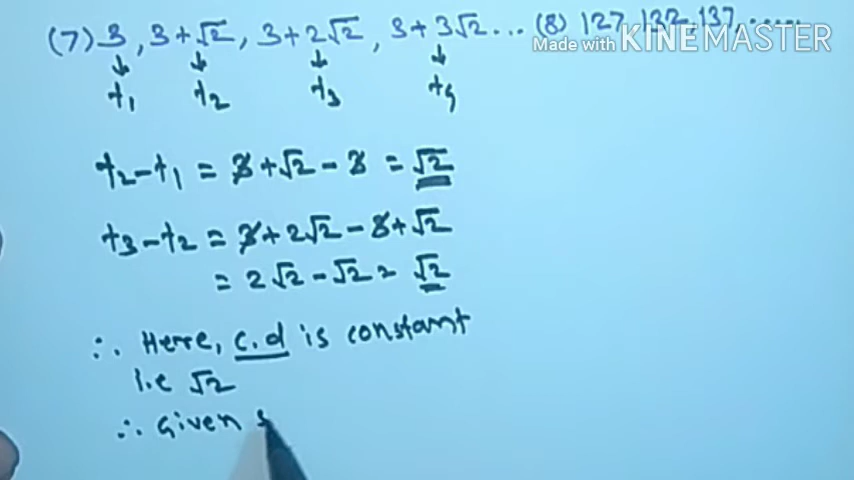 (7) 3, 3+√2, 3+2√2, 3+3√2... (8) 127, 132, 137, .....
Made with KINEMASTER
↓ ↓ ↓ ↓
t1 t2 t3 t4
t2-t1 = 3+√2-3 = √2
t3-t2 = 3+2√2-3+√2
= 2√2-√2 = √2
∴ Here, c.d is constant
i.e √2
∴ Given